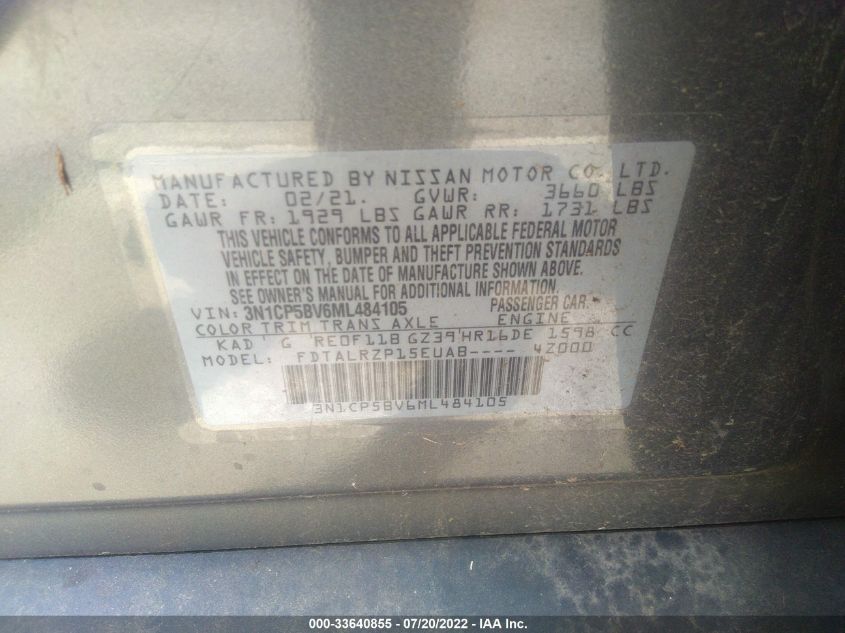 MANUFACTURED BY NISSAN MOTOR CO., LTD.
DATE: 02/21. GVWR: 3660 LBS
GAWR FR: 1929 LBS GAWR RR: 1731 LBS
THIS VEHICLE CONFORMS TO ALL APPLICABLE FEDERAL MOTOR
VEHICLE SAFETY, BUMPER AND THEFT PREVENTION STANDARDS
IN EFFECT ON THE DATE OF MANUFACTURE SHOWN ABOVE.
SEE OWNER'S MANUAL FOR ADDITIONAL INFORMATION.
VIN: 3N1CP5BV6ML484105 PASSENGER CAR.
COLOR TRIM TRANS AXLE ENGINE
KAD G RE0F11B GZ39 HR16DE 1598 CC
MODEL: FDTALRZP15EUAB---- 4Z000
3N1CP5BV6ML484105
000-33640855 - 07/20/2022 - IAA Inc.